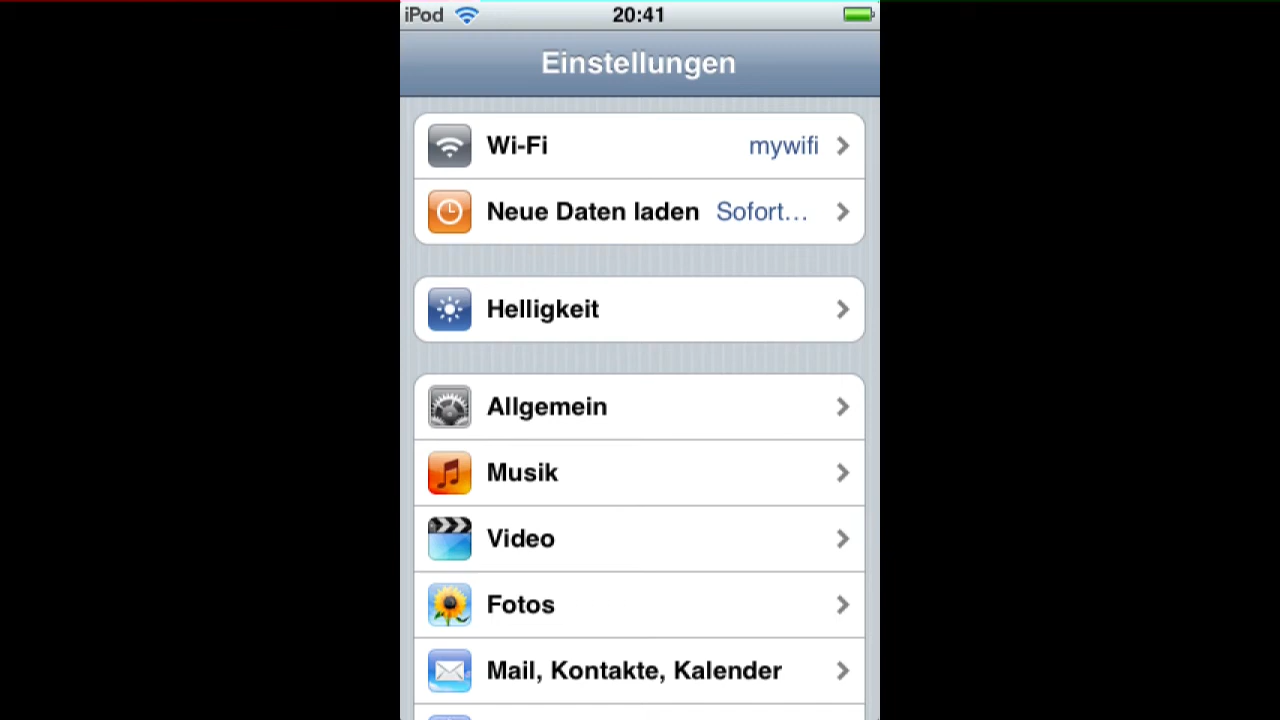 iPod 20:41
Einstellungen
Wi-Fi mywifi
Neue Daten laden Sofort…
Helligkeit
Allgemein
Musik
Video
Fotos
Mail, Kontakte, Kalender